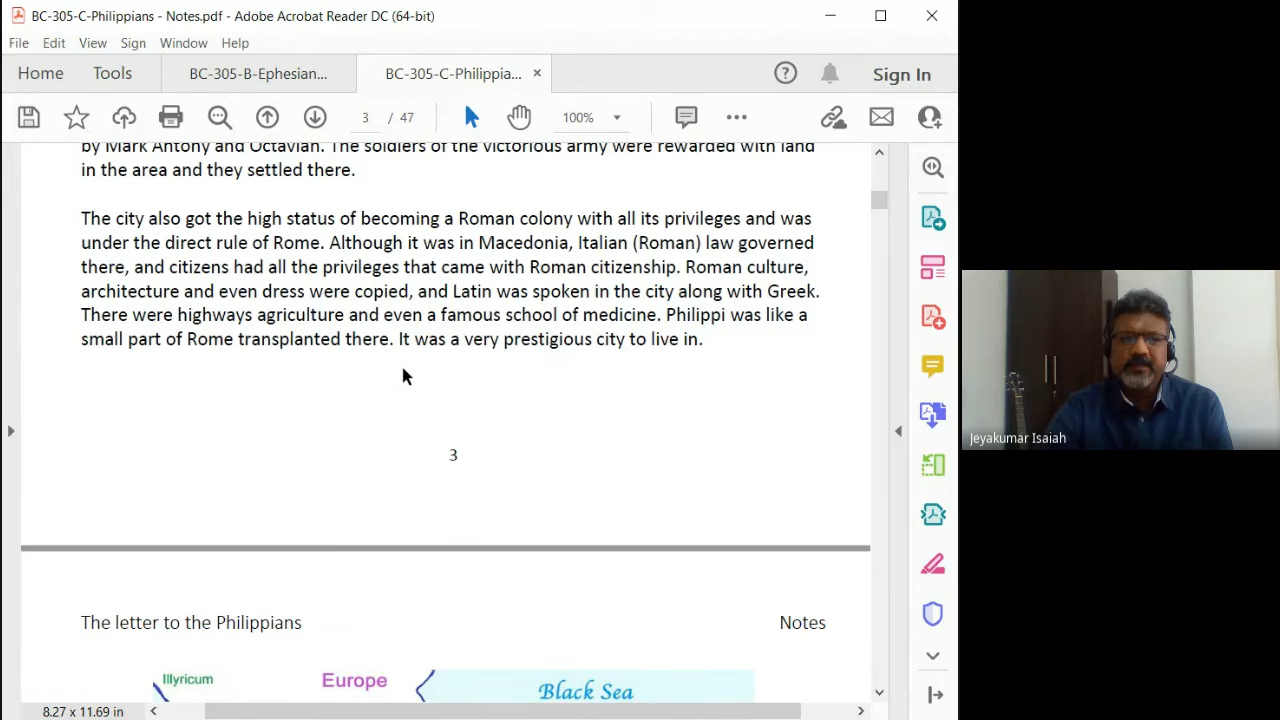 BC-305-C-Philippians - Notes.pdf - Adobe Acrobat Reader DC (64-bit)
File Edit View Sign Window Help
Home Tools BC-305-B-Ephesian... BC-305-C-Philippia... Sign In
3 / 47 100%
by Mark Antony and Octavian. The soldiers of the victorious army were rewarded with land
in the area and they settled there.
The city also got the high status of becoming a Roman colony with all its privileges and was
under the direct rule of Rome. Although it was in Macedonia, Italian (Roman) law governed
there, and citizens had all the privileges that came with Roman citizenship. Roman culture,
architecture and even dress were copied, and Latin was spoken in the city along with Greek.
There were highways agriculture and even a famous school of medicine. Philippi was like a
small part of Rome transplanted there. It was a very prestigious city to live in.
3
The letter to the Philippians Notes
Illyricum Europe Black Sea
8.27 x 11.69 in
Jeyakumar Isaiah